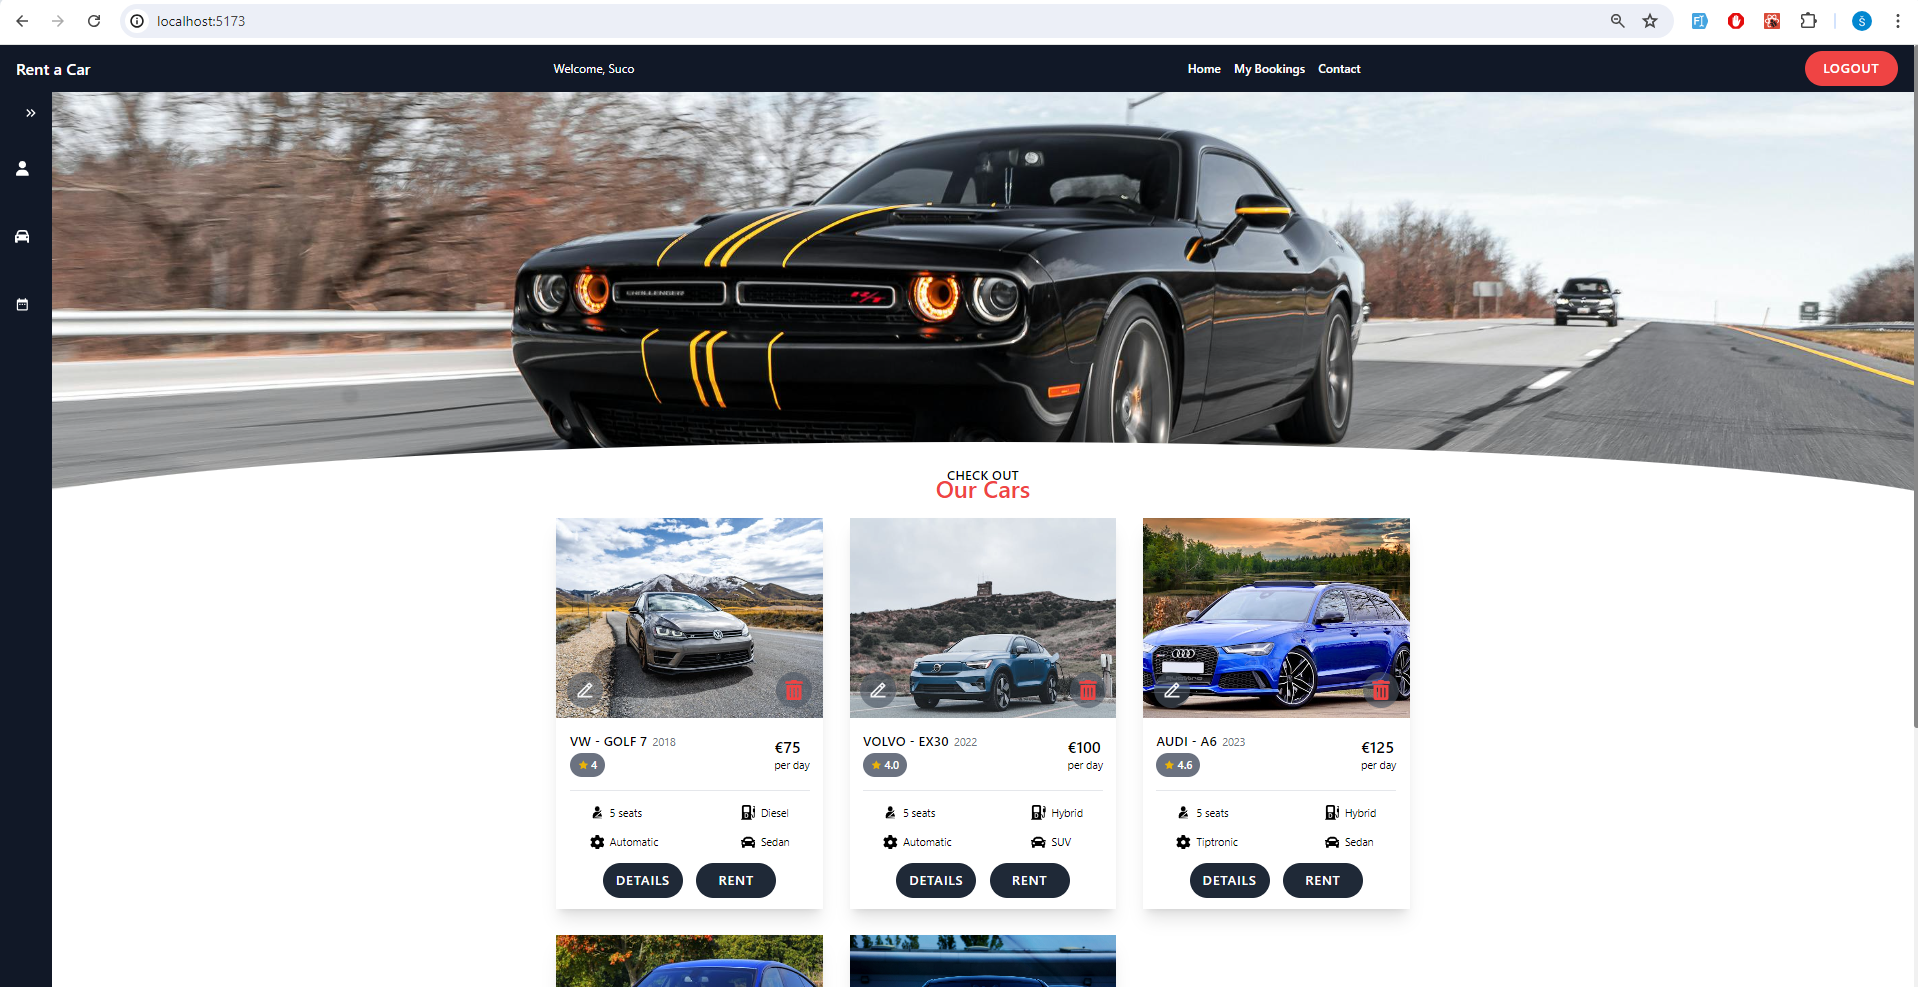 localhost:5173
Š
Rent a Car
Welcome, Suco
Home My Bookings Contact
LOGOUT
CHALLENGER
R/T
CHECK OUT
Our Cars
VW - GOLF 7 2018
4
€75
per day
5 seats
Diesel
Automatic
Sedan
DETAILS
RENT
VOLVO - EX30 2022
4.0
€100
per day
5 seats
Hybrid
Automatic
SUV
DETAILS
RENT
AUDI - A6 2023
4.6
€125
per day
5 seats
Hybrid
Tiptronic
Sedan
DETAILS
RENT